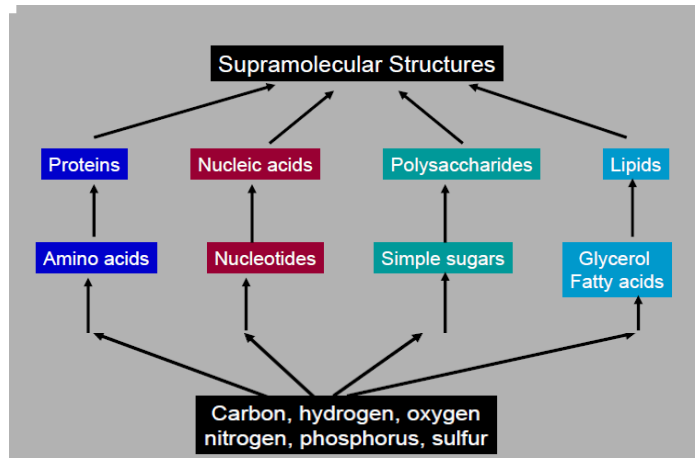 Supramolecular Structures
Proteins
Nucleic acids
Polysaccharides
Lipids
Amino acids
Nucleotides
Simple sugars
Glycerol
Fatty acids
Carbon, hydrogen, oxygen
nitrogen, phosphorus, sulfur